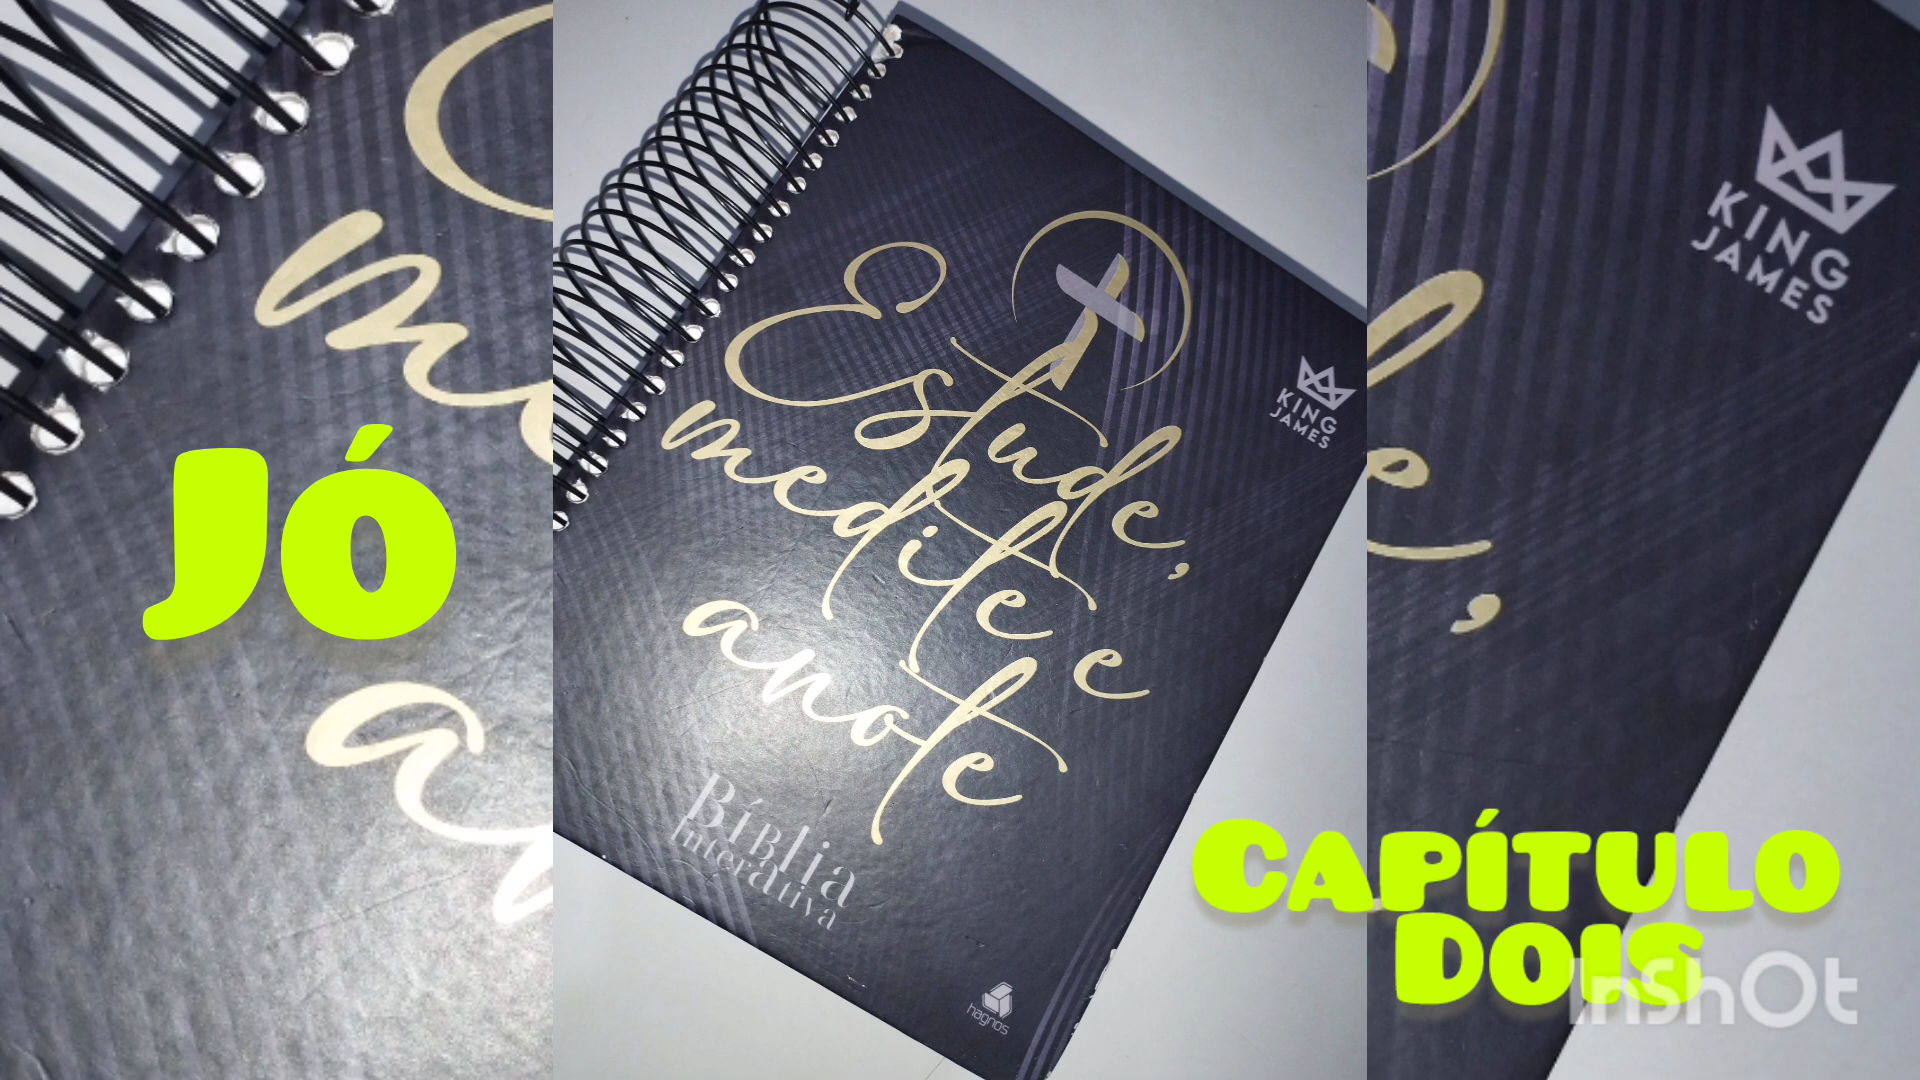 Jó
Estude,
medite e
anote
KING
JAMES
Bíblia
Interativa
hagnos
KING
JAMES
Capítulo
Dois
InShOt